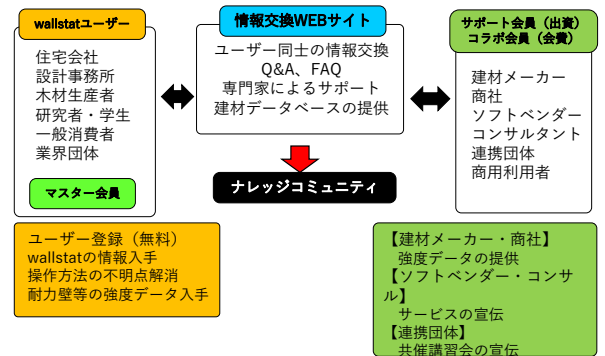 wallstatユーザー
住宅会社
設計事務所
木材生産者
研究者・学生
一般消費者
業界団体
マスター会員
情報交換WEBサイト
ユーザー同士の情報交換
Q&A、FAQ
専門家によるサポート
建材データベースの提供
ナレッジコミュニティ
サポート会員（出資）
コラボ会員（会費）
建材メーカー
商社
ソフトベンダー
コンサルタント
連携団体
商用利用者
ユーザー登録（無料）
wallstatの情報入手
操作方法の不明点解消
耐力壁等の強度データ入手
【建材メーカー・商社】
強度データの提供
【ソフトベンダー・コンサ
ル】
サービスの宣伝
【連携団体】
共催講習会の宣伝